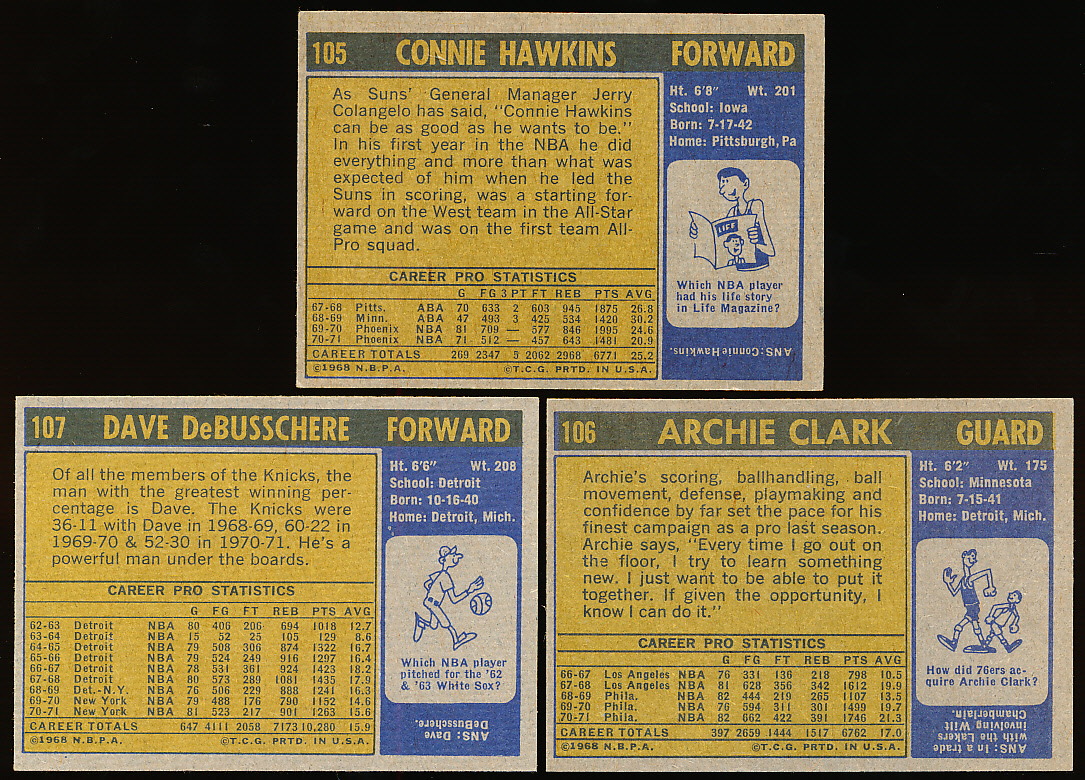 105 CONNIE HAWKINS FORWARD
As Suns' General Manager Jerry
Colangelo has said, "Connie Hawkins
can be as good as he wants to be."
In his first year in the NBA he did
everything and more than what was
expected of him when he led the
Suns in scoring, was a starting for-
ward on the West team in the All-Star
game and was on the first team All-
Pro squad.
CAREER PRO STATISTICS
G FG 3 PT FT REB PTS AVG
67-68 Pitts. ABA 70 633 2 603 945 1875 26.8
68-69 Minn. ABA 47 493 3 425 534 1420 30.2
69-70 Phoenix NBA 81 709 — 577 846 1995 24.6
70-71 Phoenix NBA 71 512 — 457 643 1481 20.9
CAREER TOTALS 269 2347 5 2062 2968 6771 25.2
©1968 N.B.P.A. ©T.C.G. PRTD. IN U.S.A.
Ht. 6'8" Wt. 201
School: Iowa
Born: 7-17-42
Home: Pittsburgh, Pa
LIFE
Which NBA player
had his life story
in Life Magazine?
ANS: Connie Hawkins.
107 DAVE DeBUSSCHERE FORWARD
Of all the members of the Knicks, the
man with the greatest winning per-
centage is Dave. The Knicks were
36-11 with Dave in 1968-69, 60-22 in
1969-70 & 52-30 in 1970-71. He's a
powerful man under the boards.
CAREER PRO STATISTICS
G FG FT REB PTS AVG
62-63 Detroit NBA 80 406 206 694 1018 12.7
63-64 Detroit NBA 15 52 25 105 129 8.6
64-65 Detroit NBA 79 508 306 874 1322 16.7
65-66 Detroit NBA 79 524 249 916 1297 16.4
66-67 Detroit NBA 78 531 361 924 1423 18.2
67-68 Detroit NBA 80 573 289 1081 1435 17.9
68-69 Det.-N.Y. NBA 76 506 229 888 1241 16.3
69-70 New York NBA 79 488 176 790 1152 14.6
70-71 New York NBA 81 523 217 901 1263 15.6
CAREER TOTALS 647 4111 2058 7173 10,280 15.9
©1968 N.B.P.A. ©T.C.G. PRTD. IN U.S.A.
Ht. 6'6" Wt. 208
School: Detroit
Born: 10-16-40
Home: Detroit, Mich.
Which NBA player
pitched for the '62
& '63 White Sox?
ANS: Dave
DeBuschere.
106 ARCHIE CLARK GUARD
Archie's scoring, ballhandling, ball
movement, defense, playmaking and
confidence by far set the pace for his
finest campaign as a pro last season.
Archie says, "Every time I go out on
the floor, I try to learn something
new. I just want to be able to put it
together. If given the opportunity, I
know I can do it."
CAREER PRO STATISTICS
G FG FT REB PTS AVG
66-67 Los Angeles NBA 76 331 136 218 798 10.5
67-68 Los Angeles NBA 81 628 356 342 1612 19.9
68-69 Phila. NBA 82 444 219 265 1107 13.5
69-70 Phila. NBA 76 594 311 301 1499 19.7
70-71 Phila. NBA 82 662 422 391 1746 21.3
CAREER TOTALS 397 2659 1444 1517 6762 17.0
©1968 N.B.P.A. ©T.C.G. PRTD. IN U.S.A.
Ht. 6'2" Wt. 175
School: Minnesota
Born: 7-15-41
Home: Detroit, Mich.
How did 76ers ac-
quire Archie Clark?
ANS: In a trade
with the Lakers
involving Wilt
Chamberlain.